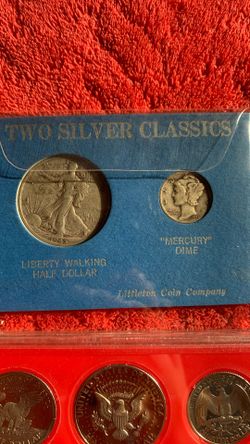 TWO SILVER CLASSICS
LIBERTY WALKING
HALF DOLLAR
"MERCURY"
DIME
Littleton Coin Company